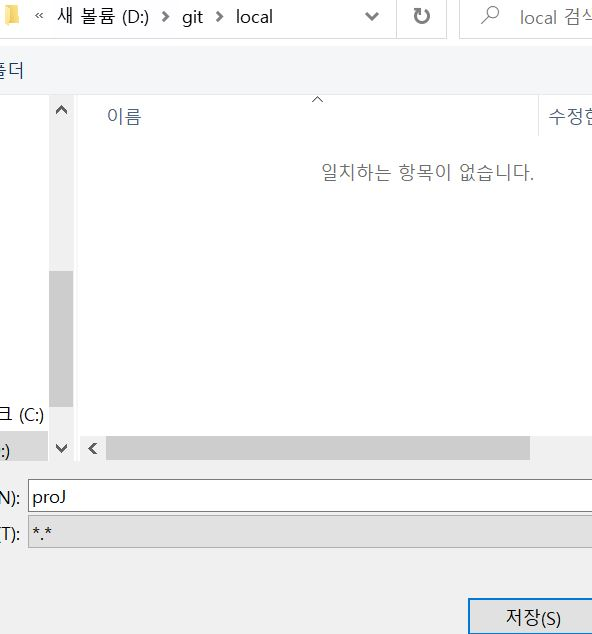 « 새 볼륨 (D:) > git > local
local 검색
폴더
이름
수정한
일치하는 항목이 없습니다.
크 (C:)
:)
N): proJ
(T): *.*
저장(S)